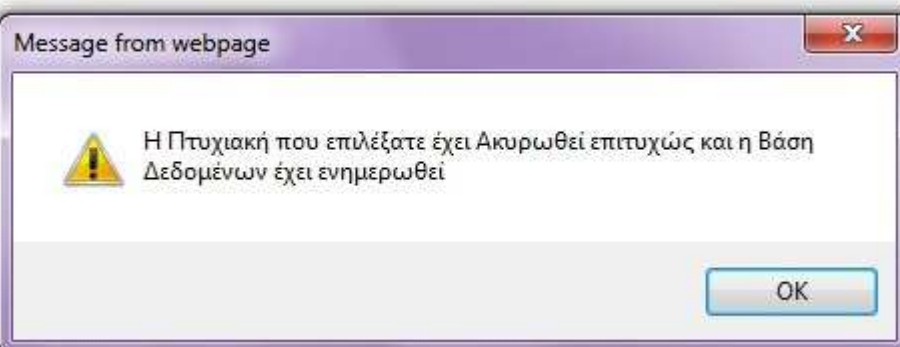 Message from webpage
Η Πτυχιακή που επιλέξατε έχει Ακυρωθεί επιτυχώς και η Βάση
Δεδομένων έχει ενημερωθεί
OK